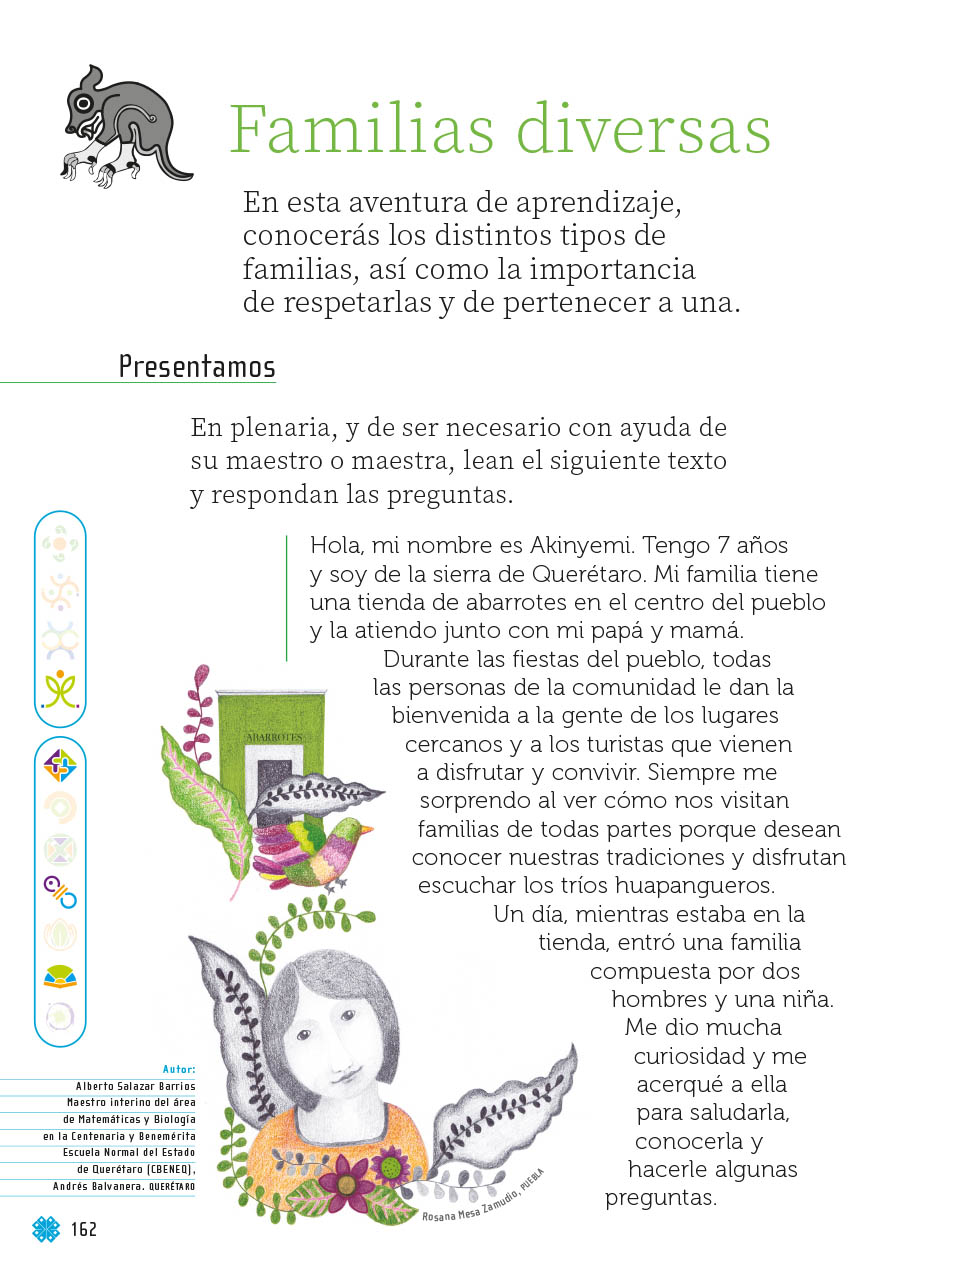 Familias diversas
En esta aventura de aprendizaje,
conocerás los distintos tipos de
familias, así como la importancia
de respetarlas y de pertenecer a una.
Presentamos
En plenaria, y de ser necesario con ayuda de
su maestro o maestra, lean el siguiente texto
y respondan las preguntas.
Hola, mi nombre es Akinyemi. Tengo 7 años
y soy de la sierra de Querétaro. Mi familia tiene
una tienda de abarrotes en el centro del pueblo
y la atiendo junto con mi papá y mamá.
Durante las fiestas del pueblo, todas
las personas de la comunidad le dan la
bienvenida a la gente de los lugares
cercanos y a los turistas que vienen
a disfrutar y convivir. Siempre me
sorprendo al ver cómo nos visitan
familias de todas partes porque desean
conocer nuestras tradiciones y disfrutan
escuchar los tríos huapangueros.
Un día, mientras estaba en la
tienda, entró una familia
compuesta por dos
hombres y una niña.
Me dio mucha
curiosidad y me
acerqué a ella
para saludarla,
conocerla y
hacerle algunas
preguntas.
ABARROTES
Rosana Mesa Zamudio, PUEBLA
Autor:
Alberto Salazar Barrios
Maestro interino del área
de Matemáticas y Biología
en la Centenaria y Benemérita
Escuela Normal del Estado
de Querétaro (CBENEQ),
Andrés Balvanera. QUERÉTARO
162